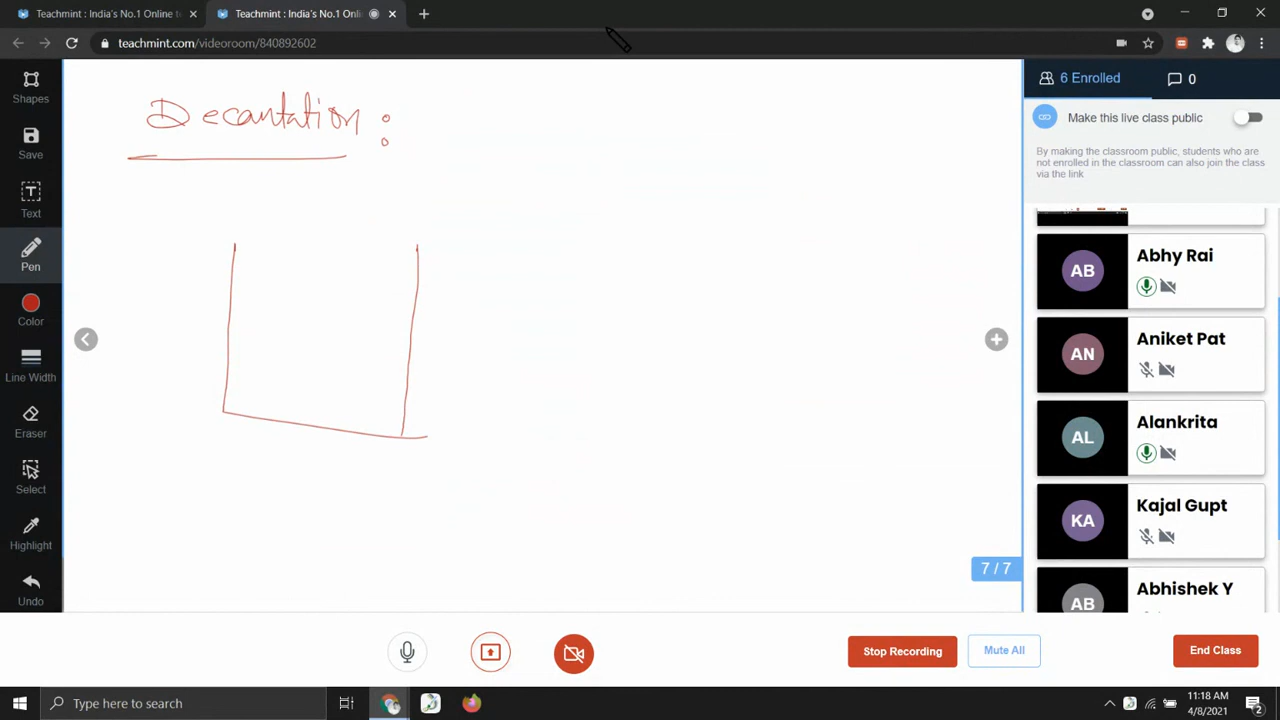 Teachmint : India's No.1 Online t
Teachmint : India's No.1 Onli
teachmint.com/videoroom/840892602
Shapes
Save
Text
Pen
Color
Line Width
Eraser
Select
Highlight
Undo
Decantation :
7 / 7
6 Enrolled
0
Make this live class public
By making the classroom public, students who are
not enrolled in the classroom can also join the class
via the link
AB
Abhy Rai
AN
Aniket Pat
AL
Alankrita
KA
Kajal Gupt
AB
Abhishek Y
Stop Recording
Mute All
End Class
Type here to search
11:18 AM
4/8/2021
2